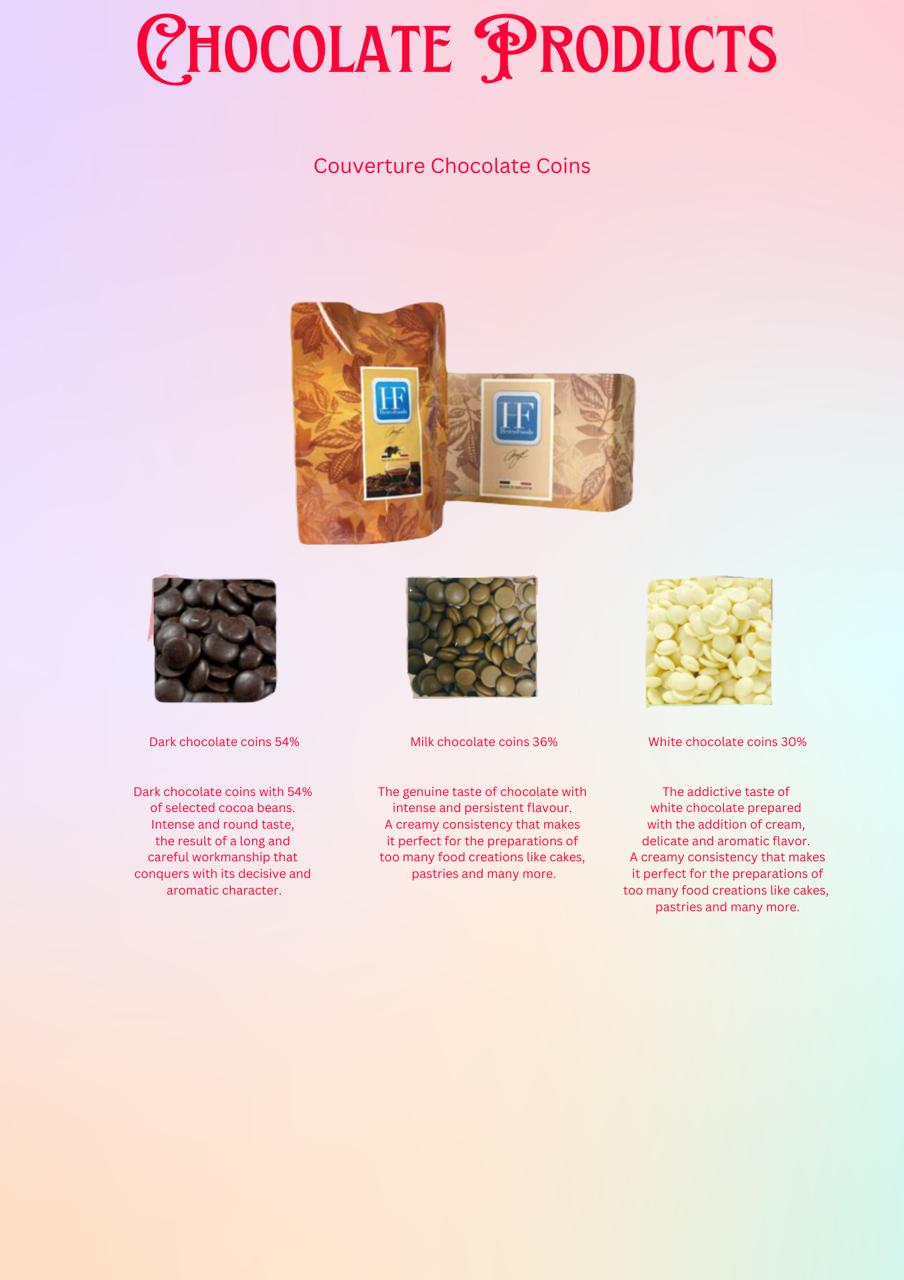 Chocolate Products
Couverture Chocolate Coins
HF
HF
Dark chocolate coins 54%
Milk chocolate coins 36%
White chocolate coins 30%
Dark chocolate coins with 54%
of selected cocoa beans.
Intense and round taste,
the result of a long and
careful workmanship that
conquers with its decisive and
aromatic character.
The genuine taste of chocolate with
intense and persistent flavour.
A creamy consistency that makes
it perfect for the preparations of
too many food creations like cakes,
pastries and many more.
The addictive taste of
white chocolate prepared
with the addition of cream,
delicate and aromatic flavor.
A creamy consistency that makes
it perfect for the preparations of
too many food creations like cakes,
pastries and many more.